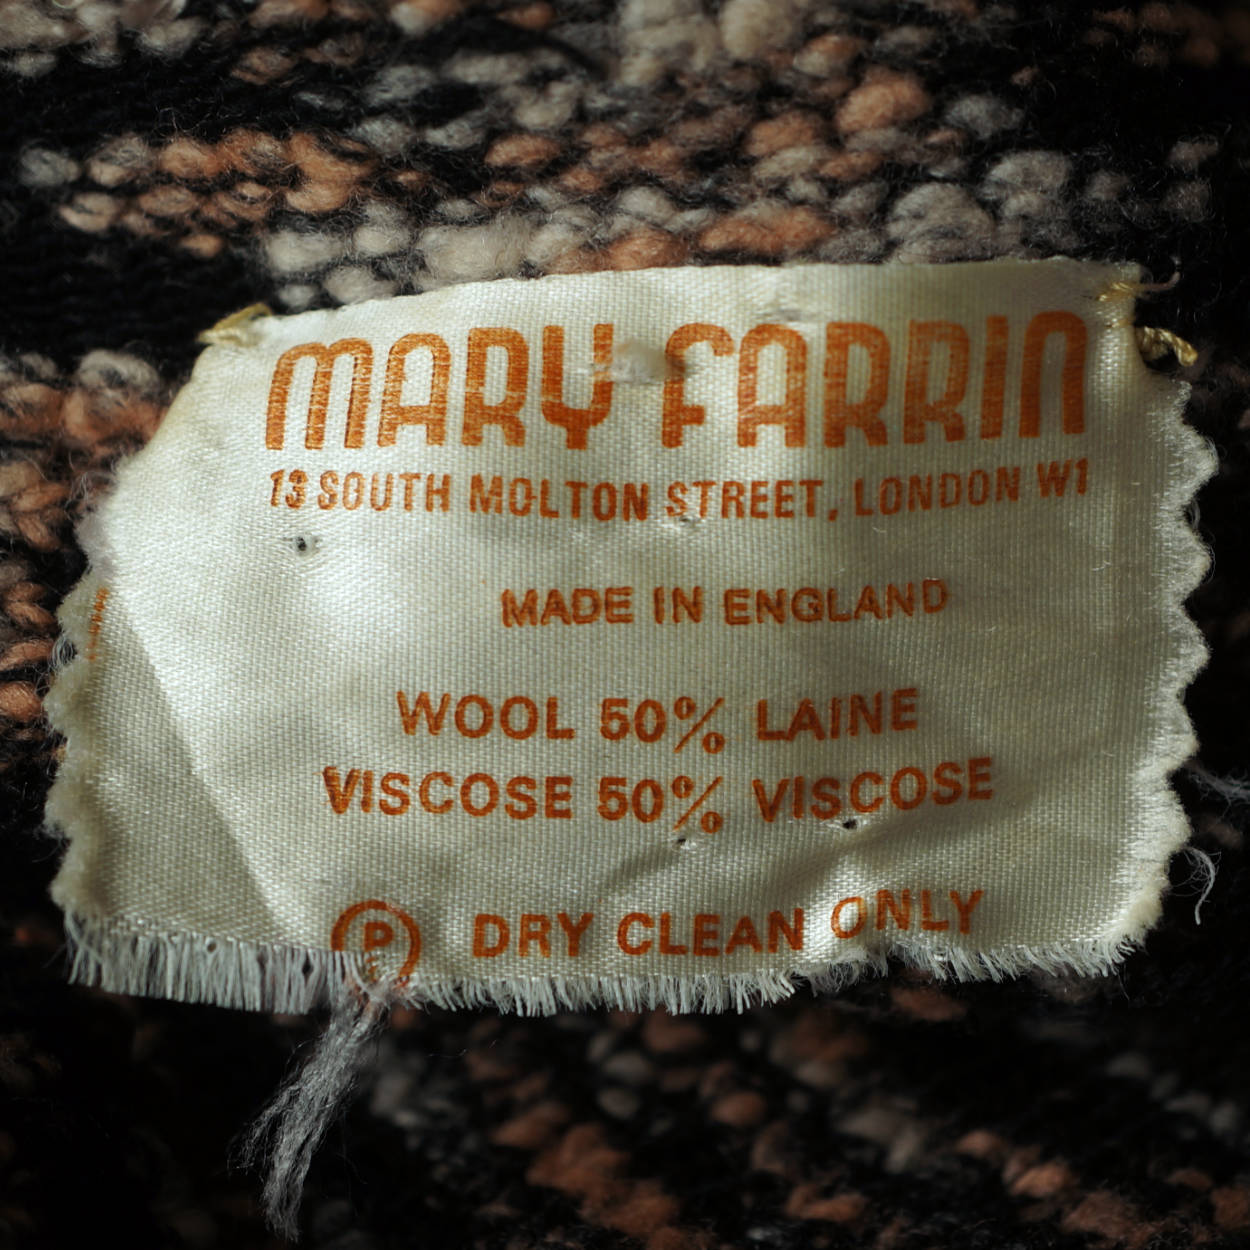 MARY FARRIN
13 SOUTH MOLTON STREET, LONDON W1
MADE IN ENGLAND
WOOL 50% LAINE
VISCOSE 50% VISCOSE
P DRY CLEAN ONLY